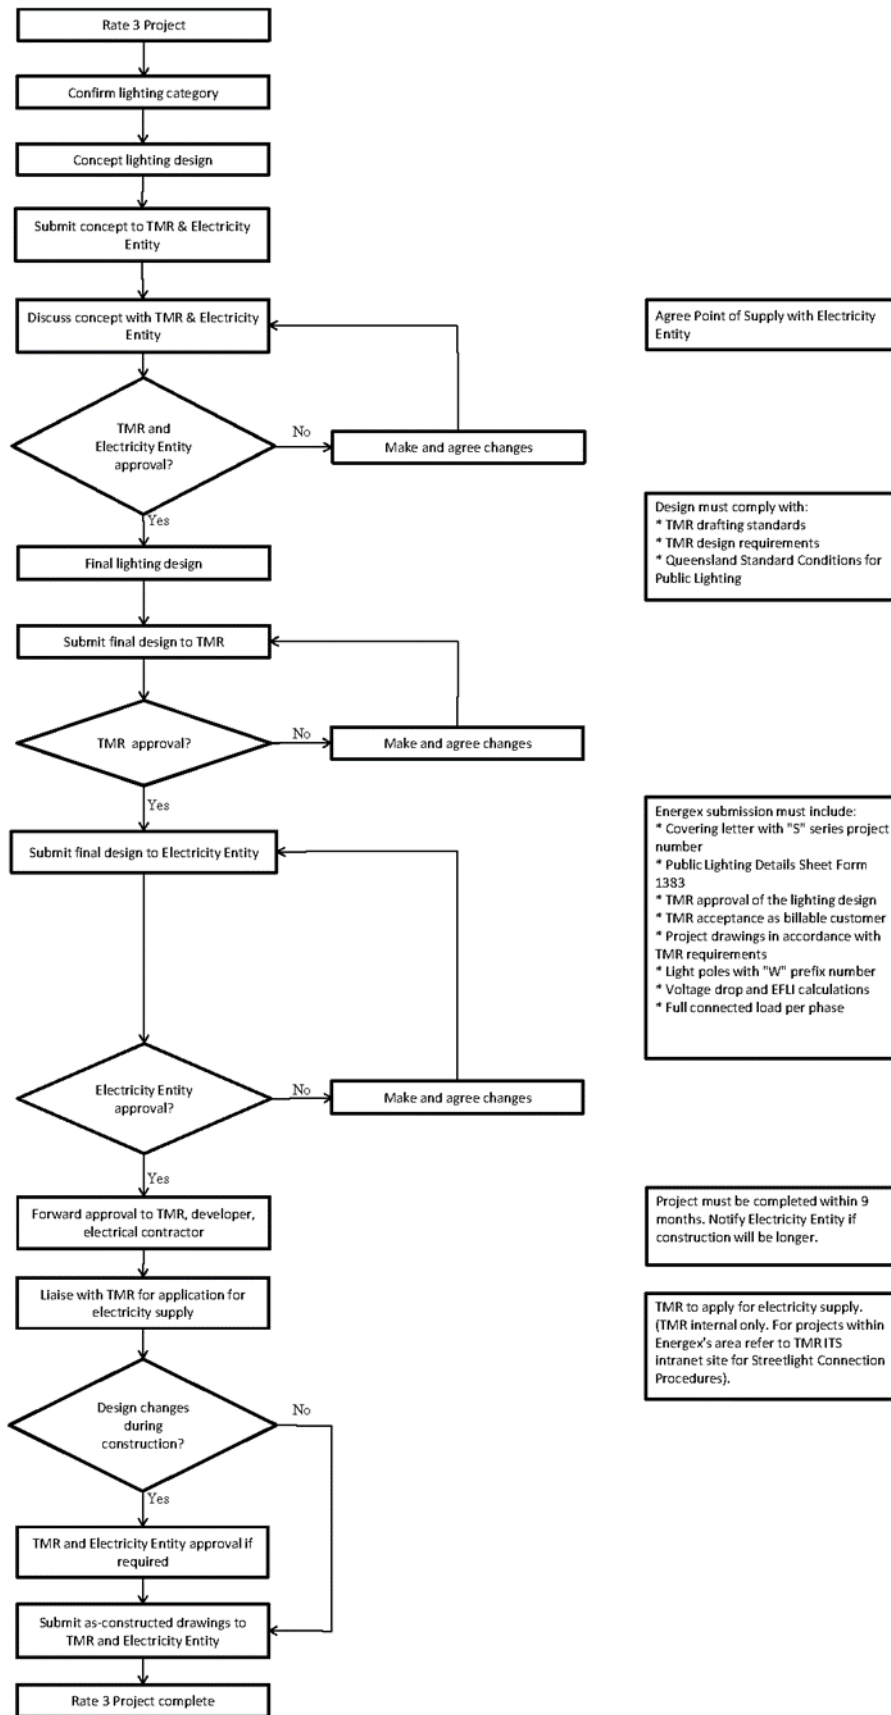 Rate 3 Project
Confirm lighting category
Concept lighting design
Submit concept to TMR & Electricity
Entity
Discuss concept with TMR & Electricity
Entity
Agree Point of Supply with Electricity
Entity
TMR and
Electricity Entity
approval?
No
Make and agree changes
Yes
Design must comply with:
* TMR drafting standards
* TMR design requirements
* Queensland Standard Conditions for
Public Lighting
Final lighting design
Submit final design to TMR
TMR approval?
No
Make and agree changes
Yes
Submit final design to Electricity Entity
Energex submission must include:
* Covering letter with "S" series project
number
* Public Lighting Details Sheet Form
1383
* TMR approval of the lighting design
* TMR acceptance as billable customer
* Project drawings in accordance with
TMR requirements
* Light poles with "W" prefix number
* Voltage drop and EFLI calculations
* Full connected load per phase
Electricity Entity
approval?
No
Make and agree changes
Yes
Forward approval to TMR, developer,
electrical contractor
Project must be completed within 9
months. Notify Electricity Entity if
construction will be longer.
Liaise with TMR for application for
electricity supply
TMR to apply for electricity supply.
(TMR internal only. For projects within
Energex's area refer to TMR ITS
intranet site for Streetlight Connection
Procedures).
Design changes
during
construction?
No
Yes
TMR and Electricity Entity approval if
required
Submit as-constructed drawings to
TMR and Electricity Entity
Rate 3 Project complete